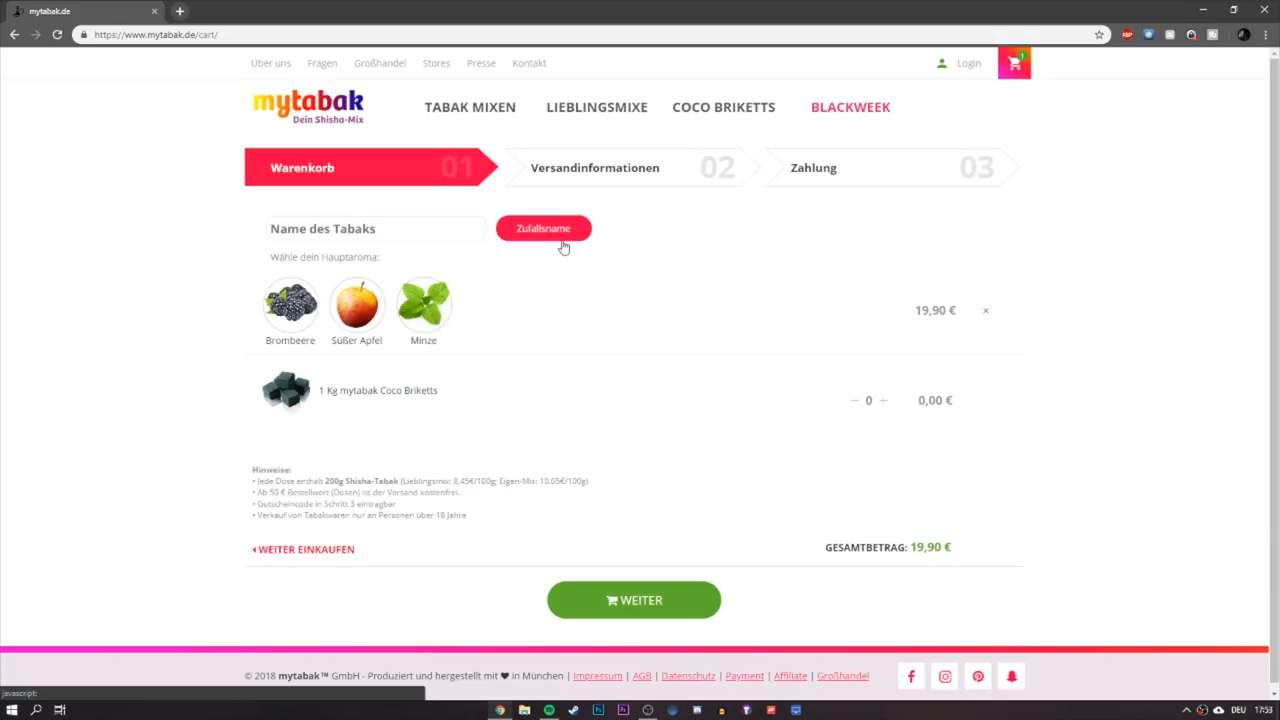 mytabak.de
https://www.mytabak.de/cart/
Über uns Fragen Großhandel Stores Presse Kontakt
Login
1
mytabak
Dein Shisha-Mix
TABAK MIXEN LIEBLINGSMIXE COCO BRIKETTS BLACKWEEK
Warenkorb 01 Versandinformationen 02 Zahlung 03
Name des Tabaks Zufallsname
Wähle dein Hauptaroma:
19,90 € ×
Brombeere Süßer Apfel Minze
1 Kg mytabak Coco Briketts
0 0,00 €
Hinweise:
• Jede Dose enthält 200g Shisha-Tabak (Lieblingsmix: 8,45€/100g; Eigen-Mix: 10,05€/100g)
• Ab 50 € Bestellwert (Dosen) ist der Versand kostenfrei.
• Gutscheincode in Schritt 3 eintragbar
• Verkauf von Tabakwaren nur an Personen über 18 Jahre
WEITER EINKAUFEN
GESAMTBETRAG: 19,90 €
WEITER
© 2018 mytabak™ GmbH - Produziert und hergestellt mit ♥ in München | Impressum | AGB | Datenschutz | Payment | Affiliate | Großhandel
javascript:
DEU 17:53